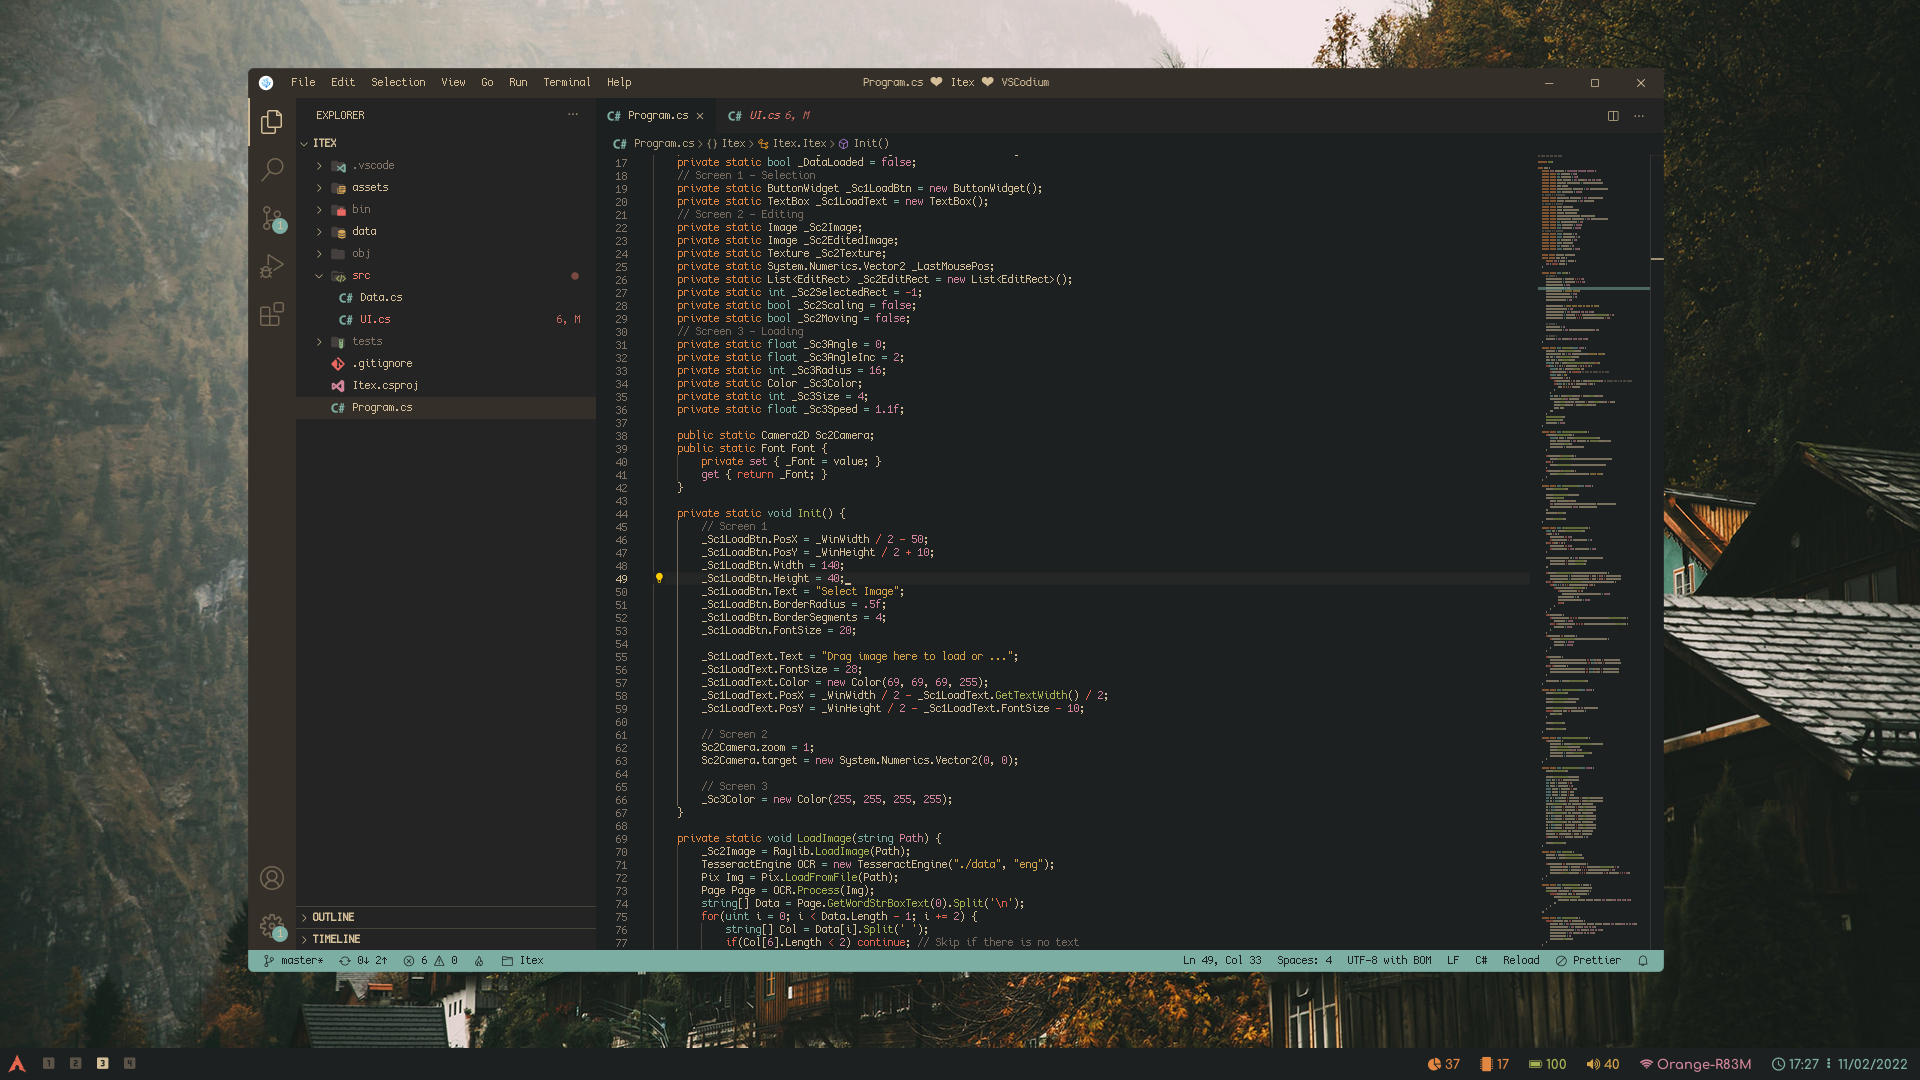 File Edit Selection View Go Run Terminal Help
Program.cs ❤ Itex ❤ VSCodium
EXPLORER ...
ITEX
.vscode
assets
bin
data
obj
src
C# Data.cs
C# UI.cs 6, M
tests
.gitignore
Itex.csproj
C# Program.cs
OUTLINE
TIMELINE
1
1
C# Program.cs × C# UI.cs 6, M
C# Program.cs > {} Itex > Itex.Itex > Init()
17 private static bool _DataLoaded = false;
18 // Screen 1 - Selection
19 private static ButtonWidget _Sc1LoadBtn = new ButtonWidget();
20 private static TextBox _Sc1LoadText = new TextBox();
21 // Screen 2 - Editing
22 private static Image _Sc2Image;
23 private static Image _Sc2EditedImage;
24 private static Texture _Sc2Texture;
25 private static System.Numerics.Vector2 _LastMousePos;
26 private static List<EditRect> _Sc2EditRect = new List<EditRect>();
27 private static int _Sc2SelectedRect = -1;
28 private static bool _Sc2Scaling = false;
29 private static bool _Sc2Moving = false;
30 // Screen 3 - Loading
31 private static float _Sc3Angle = 0;
32 private static float _Sc3AngleInc = 2;
33 private static int _Sc3Radius = 16;
34 private static Color _Sc3Color;
35 private static int _Sc3Size = 4;
36 private static float _Sc3Speed = 1.1f;
37
38 public static Camera2D Sc2Camera;
39 public static Font Font {
40 private set { _Font = value; }
41 get { return _Font; }
42 }
43
44 private static void Init() {
45 // Screen 1
46 _Sc1LoadBtn.PosX = _WinWidth / 2 - 50;
47 _Sc1LoadBtn.PosY = _WinHeight / 2 + 10;
48 _Sc1LoadBtn.Width = 140;
49 _Sc1LoadBtn.Height = 40;
50 _Sc1LoadBtn.Text = "Select Image";
51 _Sc1LoadBtn.BorderRadius = .5f;
52 _Sc1LoadBtn.BorderSegments = 4;
53 _Sc1LoadBtn.FontSize = 20;
54
55 _Sc1LoadText.Text = "Drag image here to load or ...";
56 _Sc1LoadText.FontSize = 28;
57 _Sc1LoadText.Color = new Color(69, 69, 69, 255);
58 _Sc1LoadText.PosX = _WinWidth / 2 - _Sc1LoadText.GetTextWidth() / 2;
59 _Sc1LoadText.PosY = _WinHeight / 2 - _Sc1LoadText.FontSize - 10;
60
61 // Screen 2
62 Sc2Camera.zoom = 1;
63 Sc2Camera.target = new System.Numerics.Vector2(0, 0);
64
65 // Screen 3
66 _Sc3Color = new Color(255, 255, 255, 255);
67 }
68
69 private static void LoadImage(string Path) {
70 _Sc2Image = Raylib.LoadImage(Path);
71 TesseractEngine OCR = new TesseractEngine("./data", "eng");
72 Pix Img = Pix.LoadFromFile(Path);
73 Page Page = OCR.Process(Img);
74 string[] Data = Page.GetWordStrBoxText(0).Split('\n');
75 for(uint i = 0; i < Data.Length - 1; i += 2) {
76 string[] Col = Data[i].Split(' ');
77 if(Col[6].Length < 2) continue; // Skip if there is no text
master* 0↓ 2↑ 6 0 Itex Ln 49, Col 33 Spaces: 4 UTF-8 with BOM LF C# Reload Prettier
1 2 3 4 37 17 100 40 Orange-R83M 17:27 ⁝ 11/02/2022